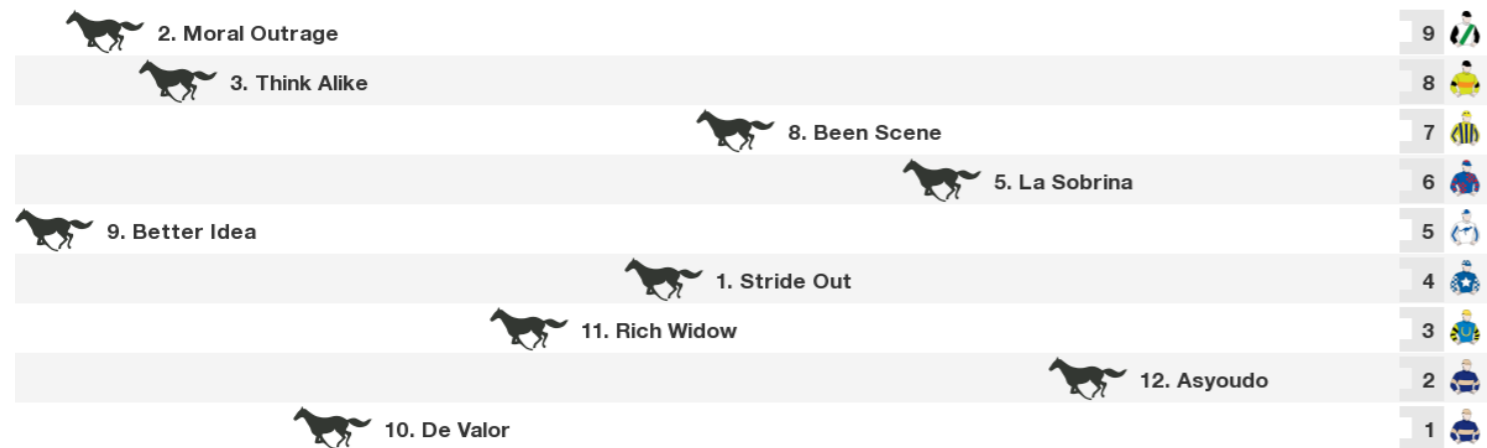 2. Moral Outrage 9
3. Think Alike 8
8. Been Scene 7
5. La Sobrina 6
9. Better Idea 5
1. Stride Out 4
11. Rich Widow 3
12. Asyoudo 2
10. De Valor 1